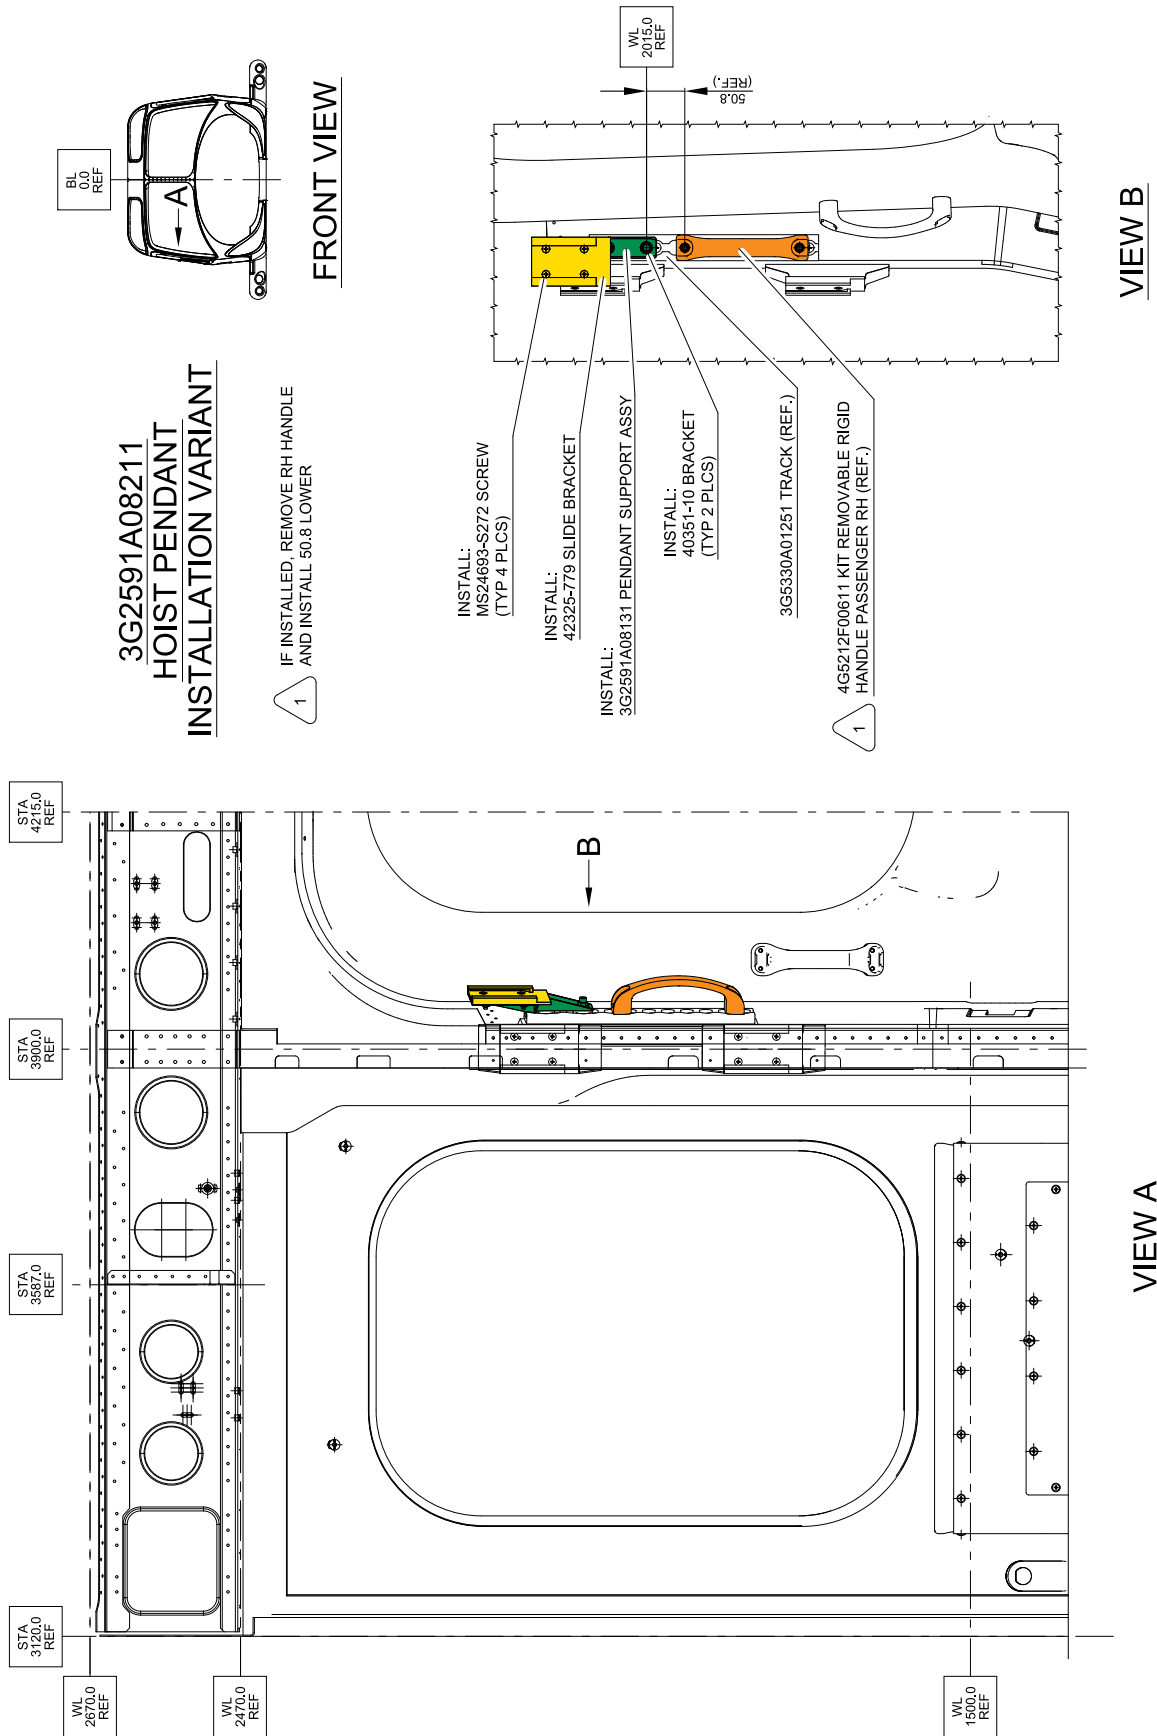 3G2591A08211
HOIST PENDANT
INSTALLATION VARIANT
1
IF INSTALLED, REMOVE RH HANDLE
AND INSTALL 50.8 LOWER
BL
0.0
REF
A
FRONT VIEW
STA
3120.0
REF
STA
3587.0
REF
STA
3900.0
REF
STA
4215.0
REF
WL
2670.0
REF
WL
2470.0
REF
WL
1500.0
REF
B
VIEW A
INSTALL:
MS24693-S272 SCREW
(TYP 4 PLCS)
INSTALL:
42325-779 SLIDE BRACKET
INSTALL:
3G2591A08131 PENDANT SUPPORT ASSY
INSTALL:
40351-10 BRACKET
(TYP 2 PLCS)
3G5330A01251 TRACK (REF.)
1
4G5212F00611 KIT REMOVABLE RIGID
HANDLE PASSENGER RH (REF.)
WL
2015.0
REF
50.8
(REF.)
VIEW B